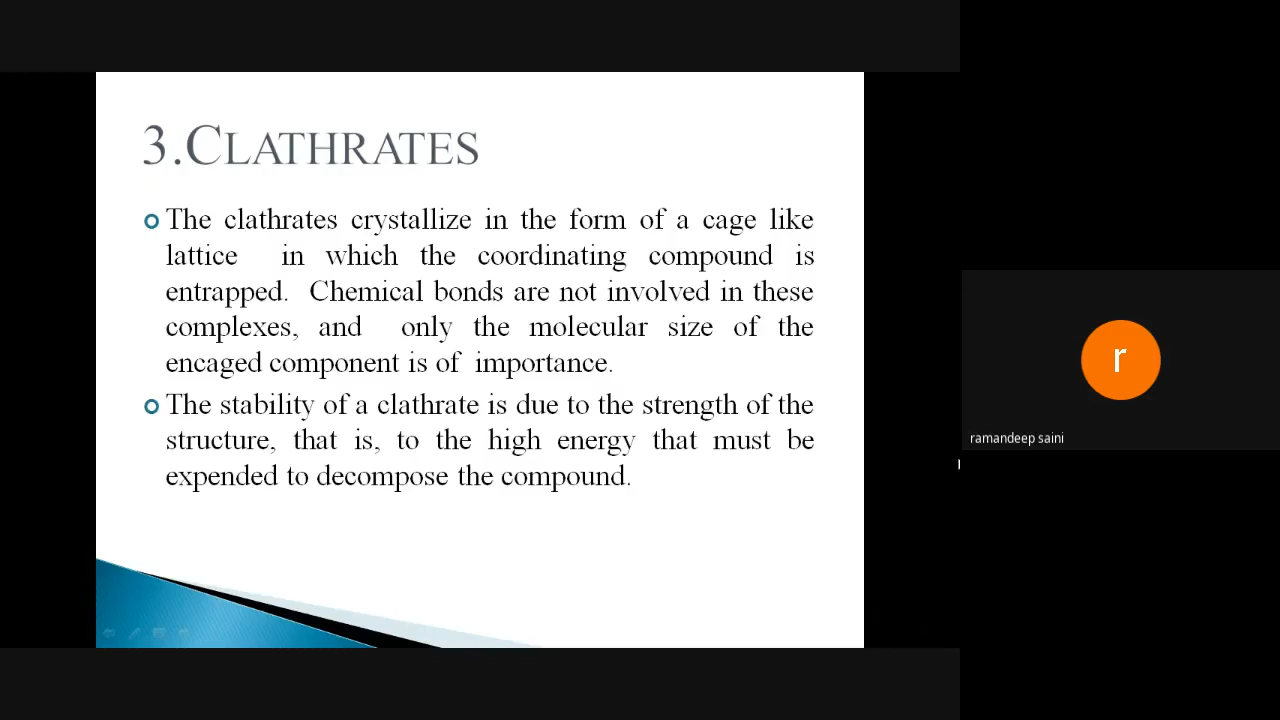 3.CLATHRATES
The clathrates crystallize in the form of a cage like
lattice in which the coordinating compound is
entrapped. Chemical bonds are not involved in these
complexes, and only the molecular size of the
encaged component is of importance.
The stability of a clathrate is due to the strength of the
structure, that is, to the high energy that must be
expended to decompose the compound.
r
ramandeep saini